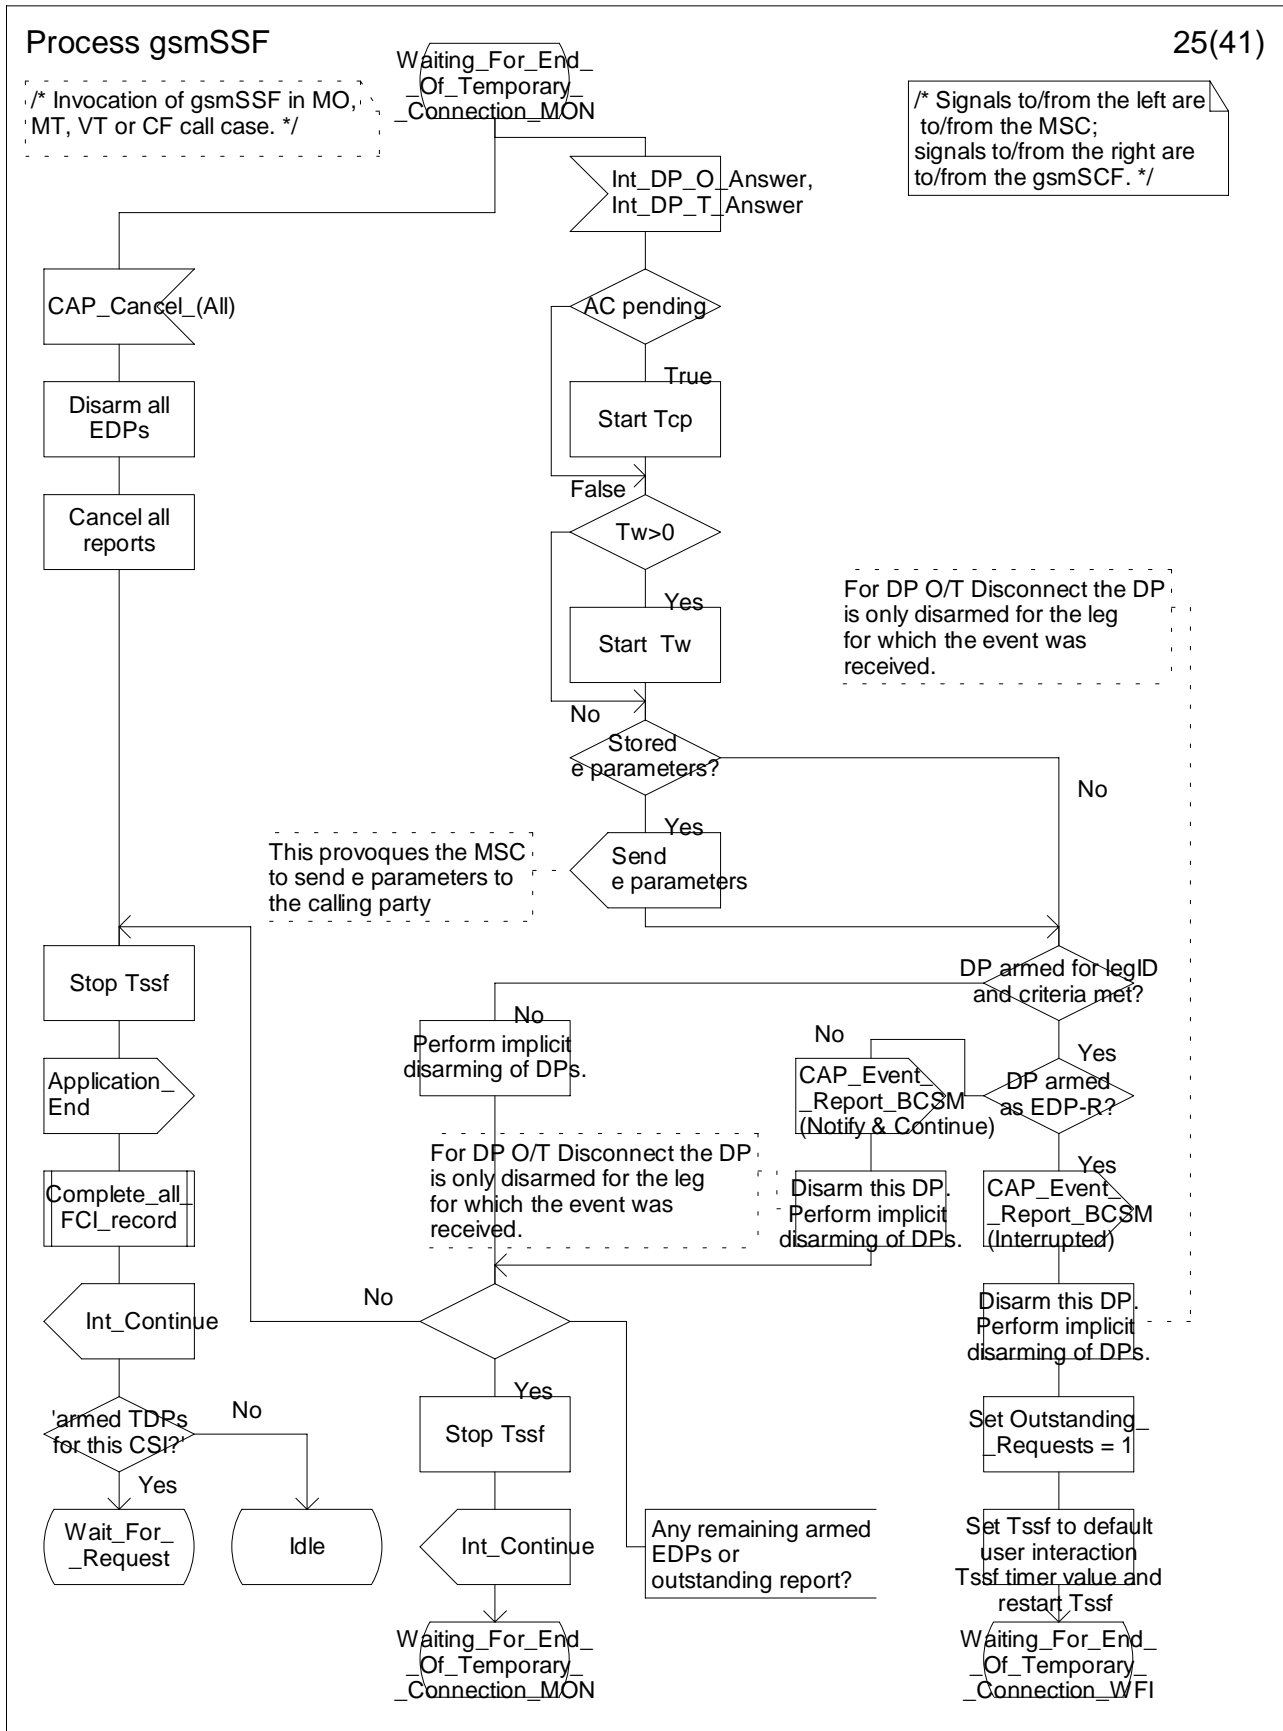 Process gsmSSF
25(41)
/* Invocation of gsmSSF in MO,
MT, VT or CF call case. */
Waiting_For_End_
_Of_Temporary_
_Connection_MON
/* Signals to/from the left are
to/from the MSC;
signals to/from the right are
to/from the gsmSCF. */
Int_DP_O_Answer,
Int_DP_T_Answer
CAP_Cancel_(All)
AC pending
True
Disarm all
EDPs
Start Tcp
False
Cancel all
reports
Tw>0
Yes
Start Tw
No
For DP O/T Disconnect the DP
is only disarmed for the leg
for which the event was
received.
Stored
e parameters?
No
Yes
This provoques the MSC
to send e parameters to
the calling party
Send
e parameters
Stop Tssf
DP armed for legID
and criteria met?
No
Perform implicit
disarming of DPs.
No
Yes
Application_
End
CAP_Event_
_Report_BCSM
(Notify & Continue)
DP armed
as EDP-R?
Yes
For DP O/T Disconnect the DP
is only disarmed for the leg
for which the event was
received.
Complete_all_
FCI_record
Disarm this DP.
Perform implicit
disarming of DPs.
CAP_Event_
_Report_BCSM
(Interrupted)
Int_Continue
No
Disarm this DP.
Perform implicit
disarming of DPs.
Yes
'armed TDPs
for this CSI?'
No
Yes
Stop Tssf
Set Outstanding_
_Requests = 1
Wait_For_
_Request
Idle
Int_Continue
Any remaining armed
EDPs or
outstanding report?
Set Tssf to default
user interaction
Tssf timer value and
restart Tssf
Waiting_For_End_
_Of_Temporary_
_Connection_MON
Waiting_For_End_
_Of_Temporary_
_Connection_WFI